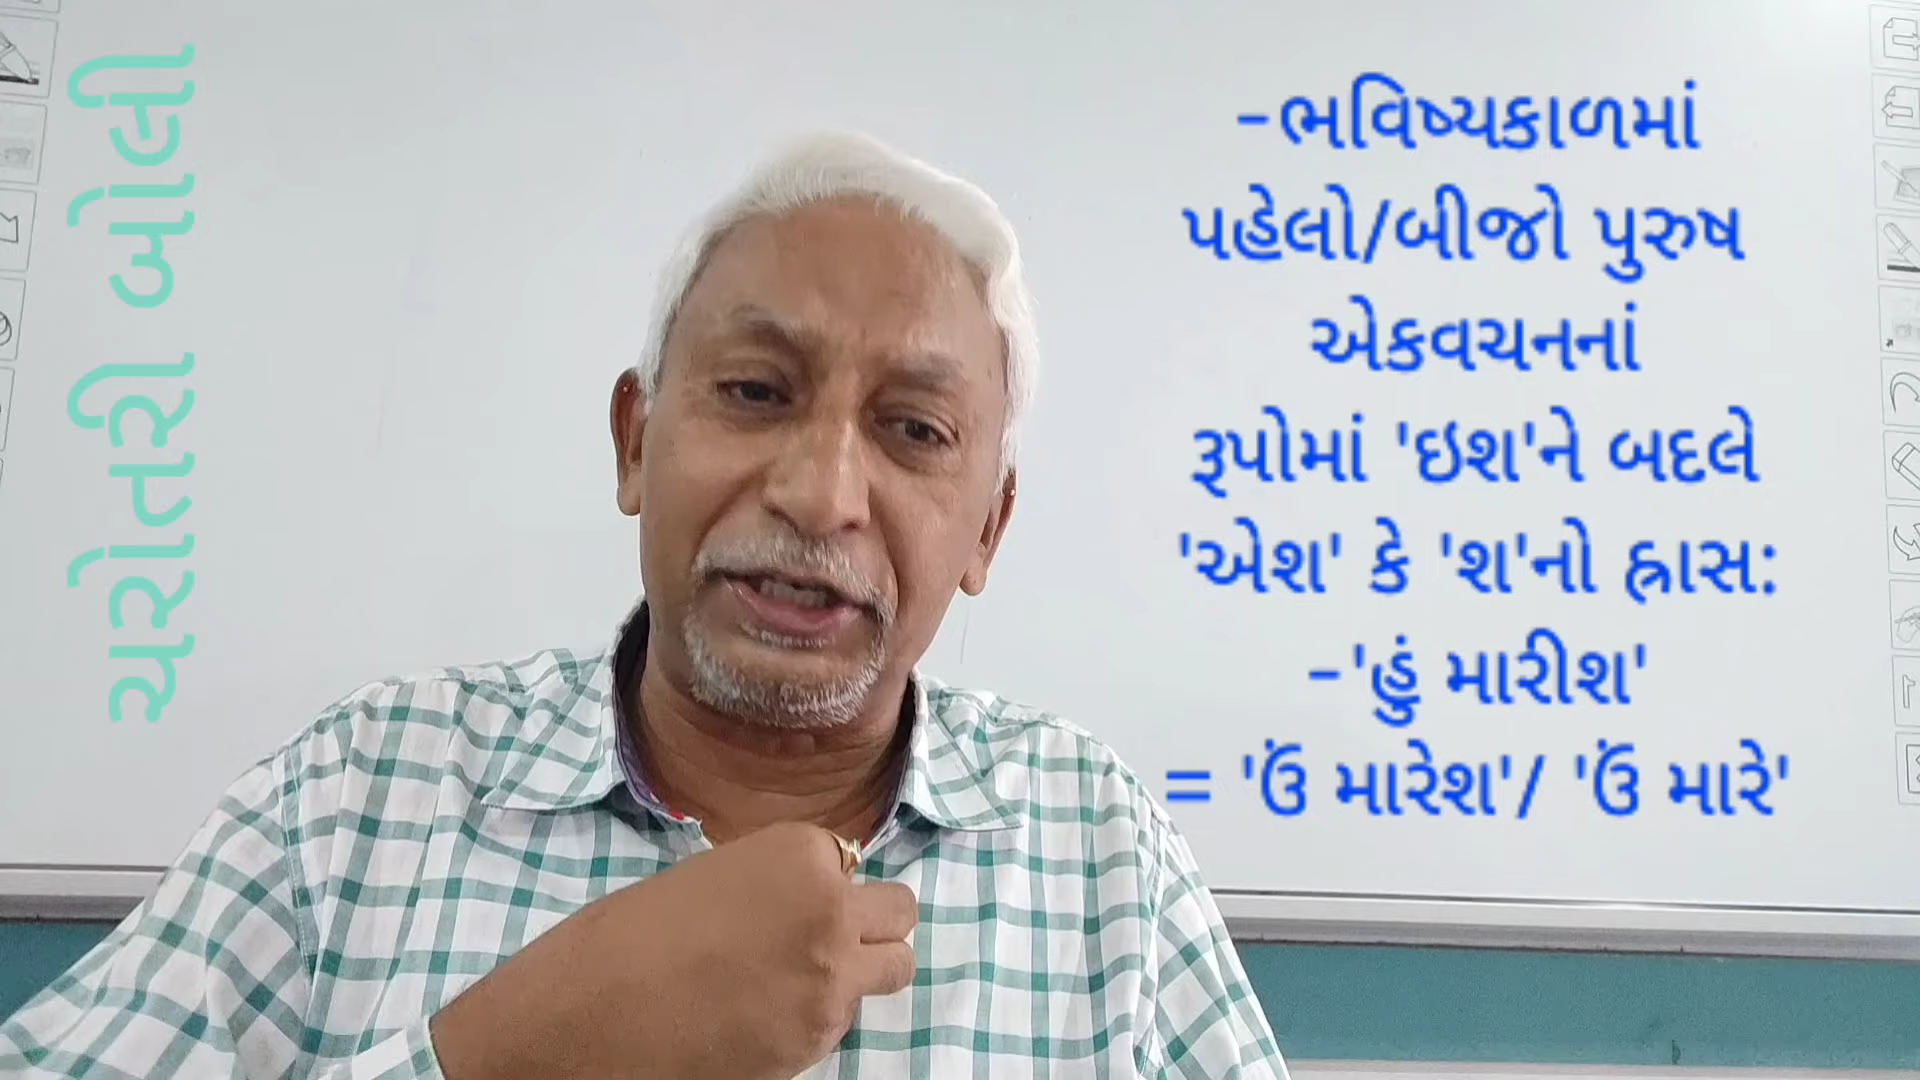 ચરોતરી બોલી
-ભવિષ્યકાળમાં
પહેલો/બીજો પુરુષ
એકવચનનાં
રૂપોમાં 'ઇશ'ને બદલે
'એશ' કે 'શ'નો હ્રાસ:
-'હું મારીશ'
= 'ઉં મારેશ'/ 'ઉં મારે'